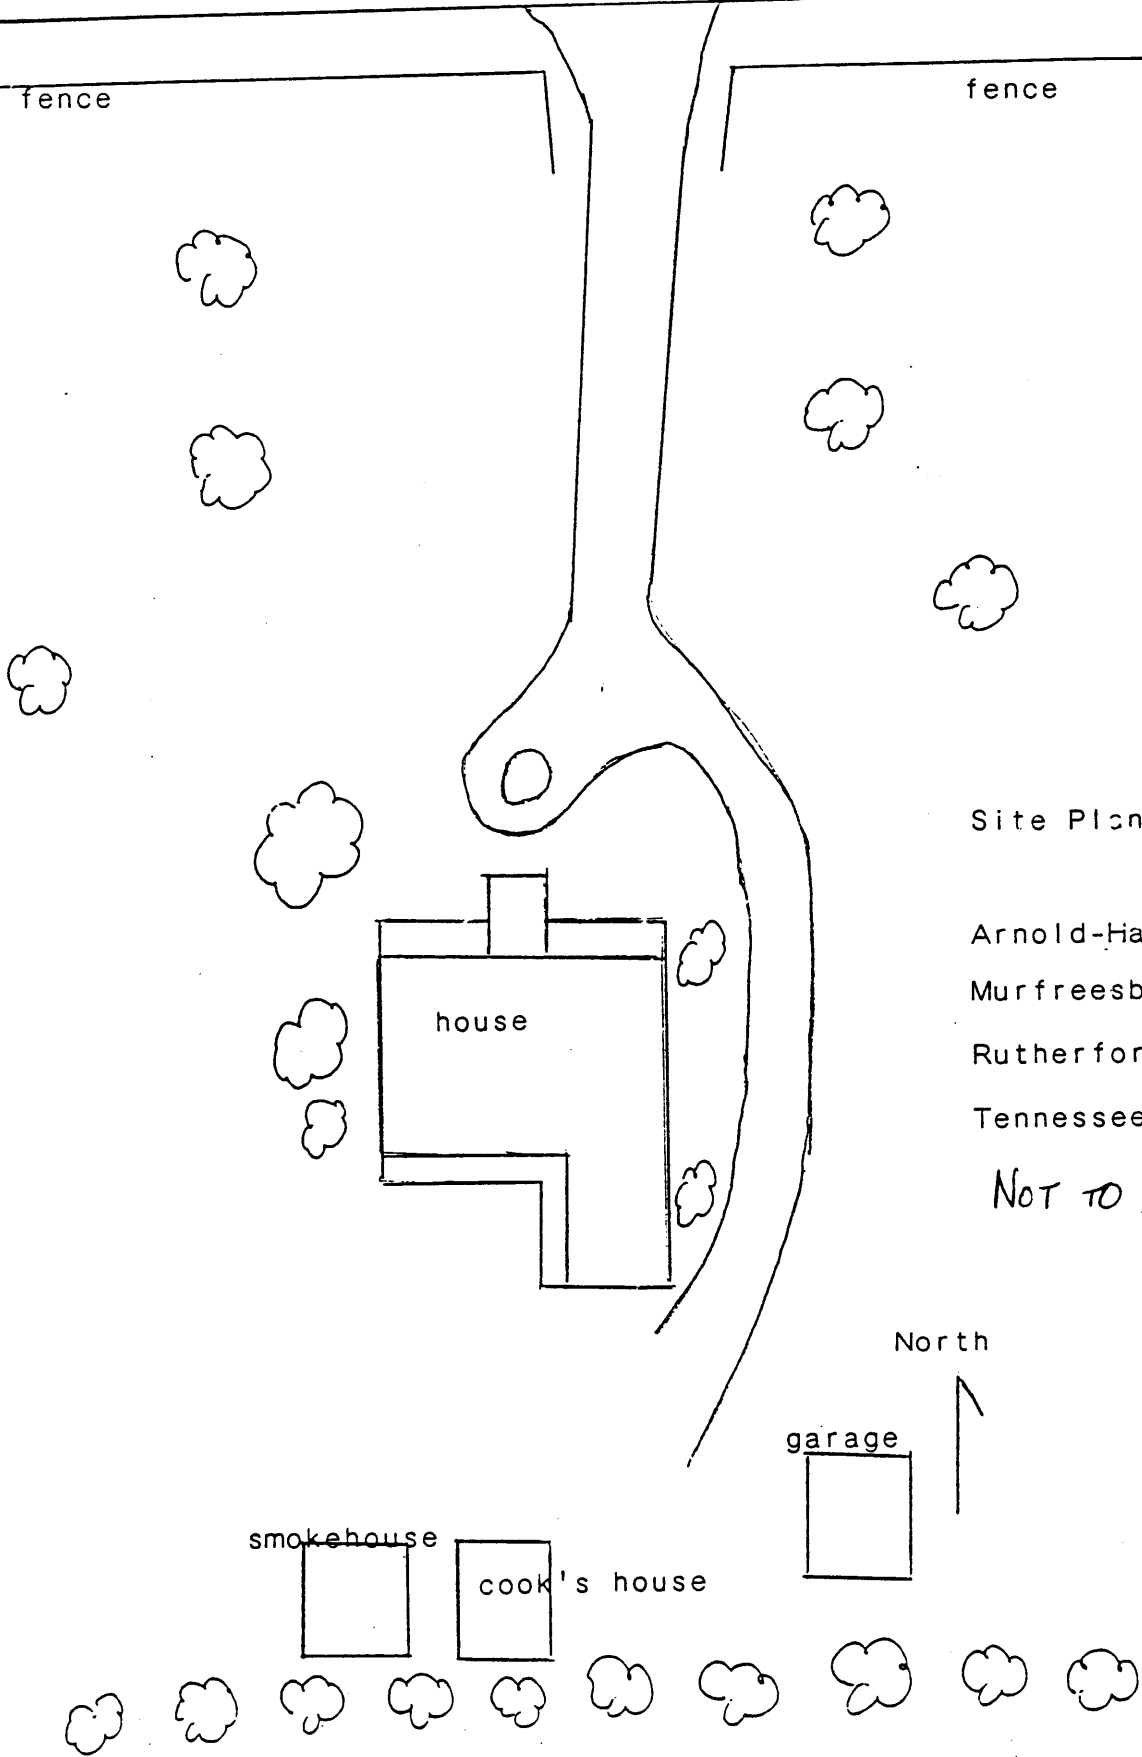 fence
fence
Site Plan
Arnold-Ha
Murfreesb
Rutherfor
Tennessee
NOT TO
house
North
garage
smokehouse
cook's house